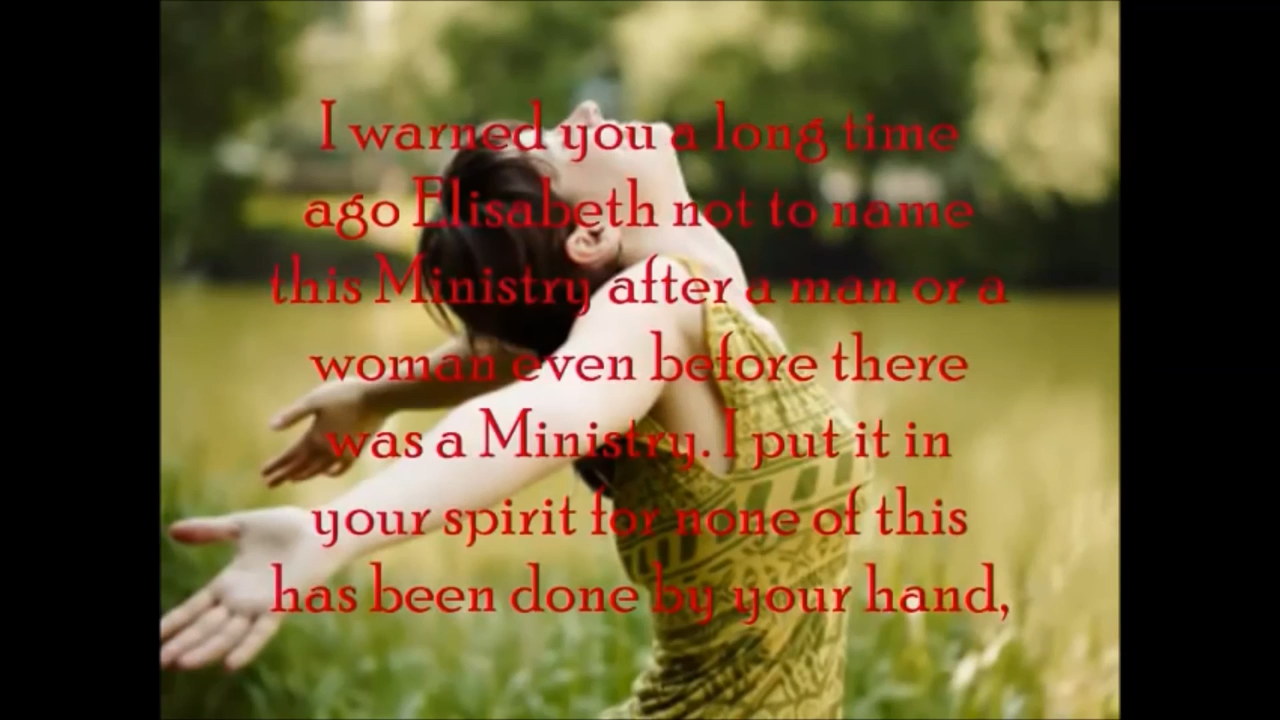 I warned you a long time
ago Elisabeth not to name
this Ministry after a man or a
woman even before there
was a Ministry. I put it in
your spirit for none of this
has been done by your hand,